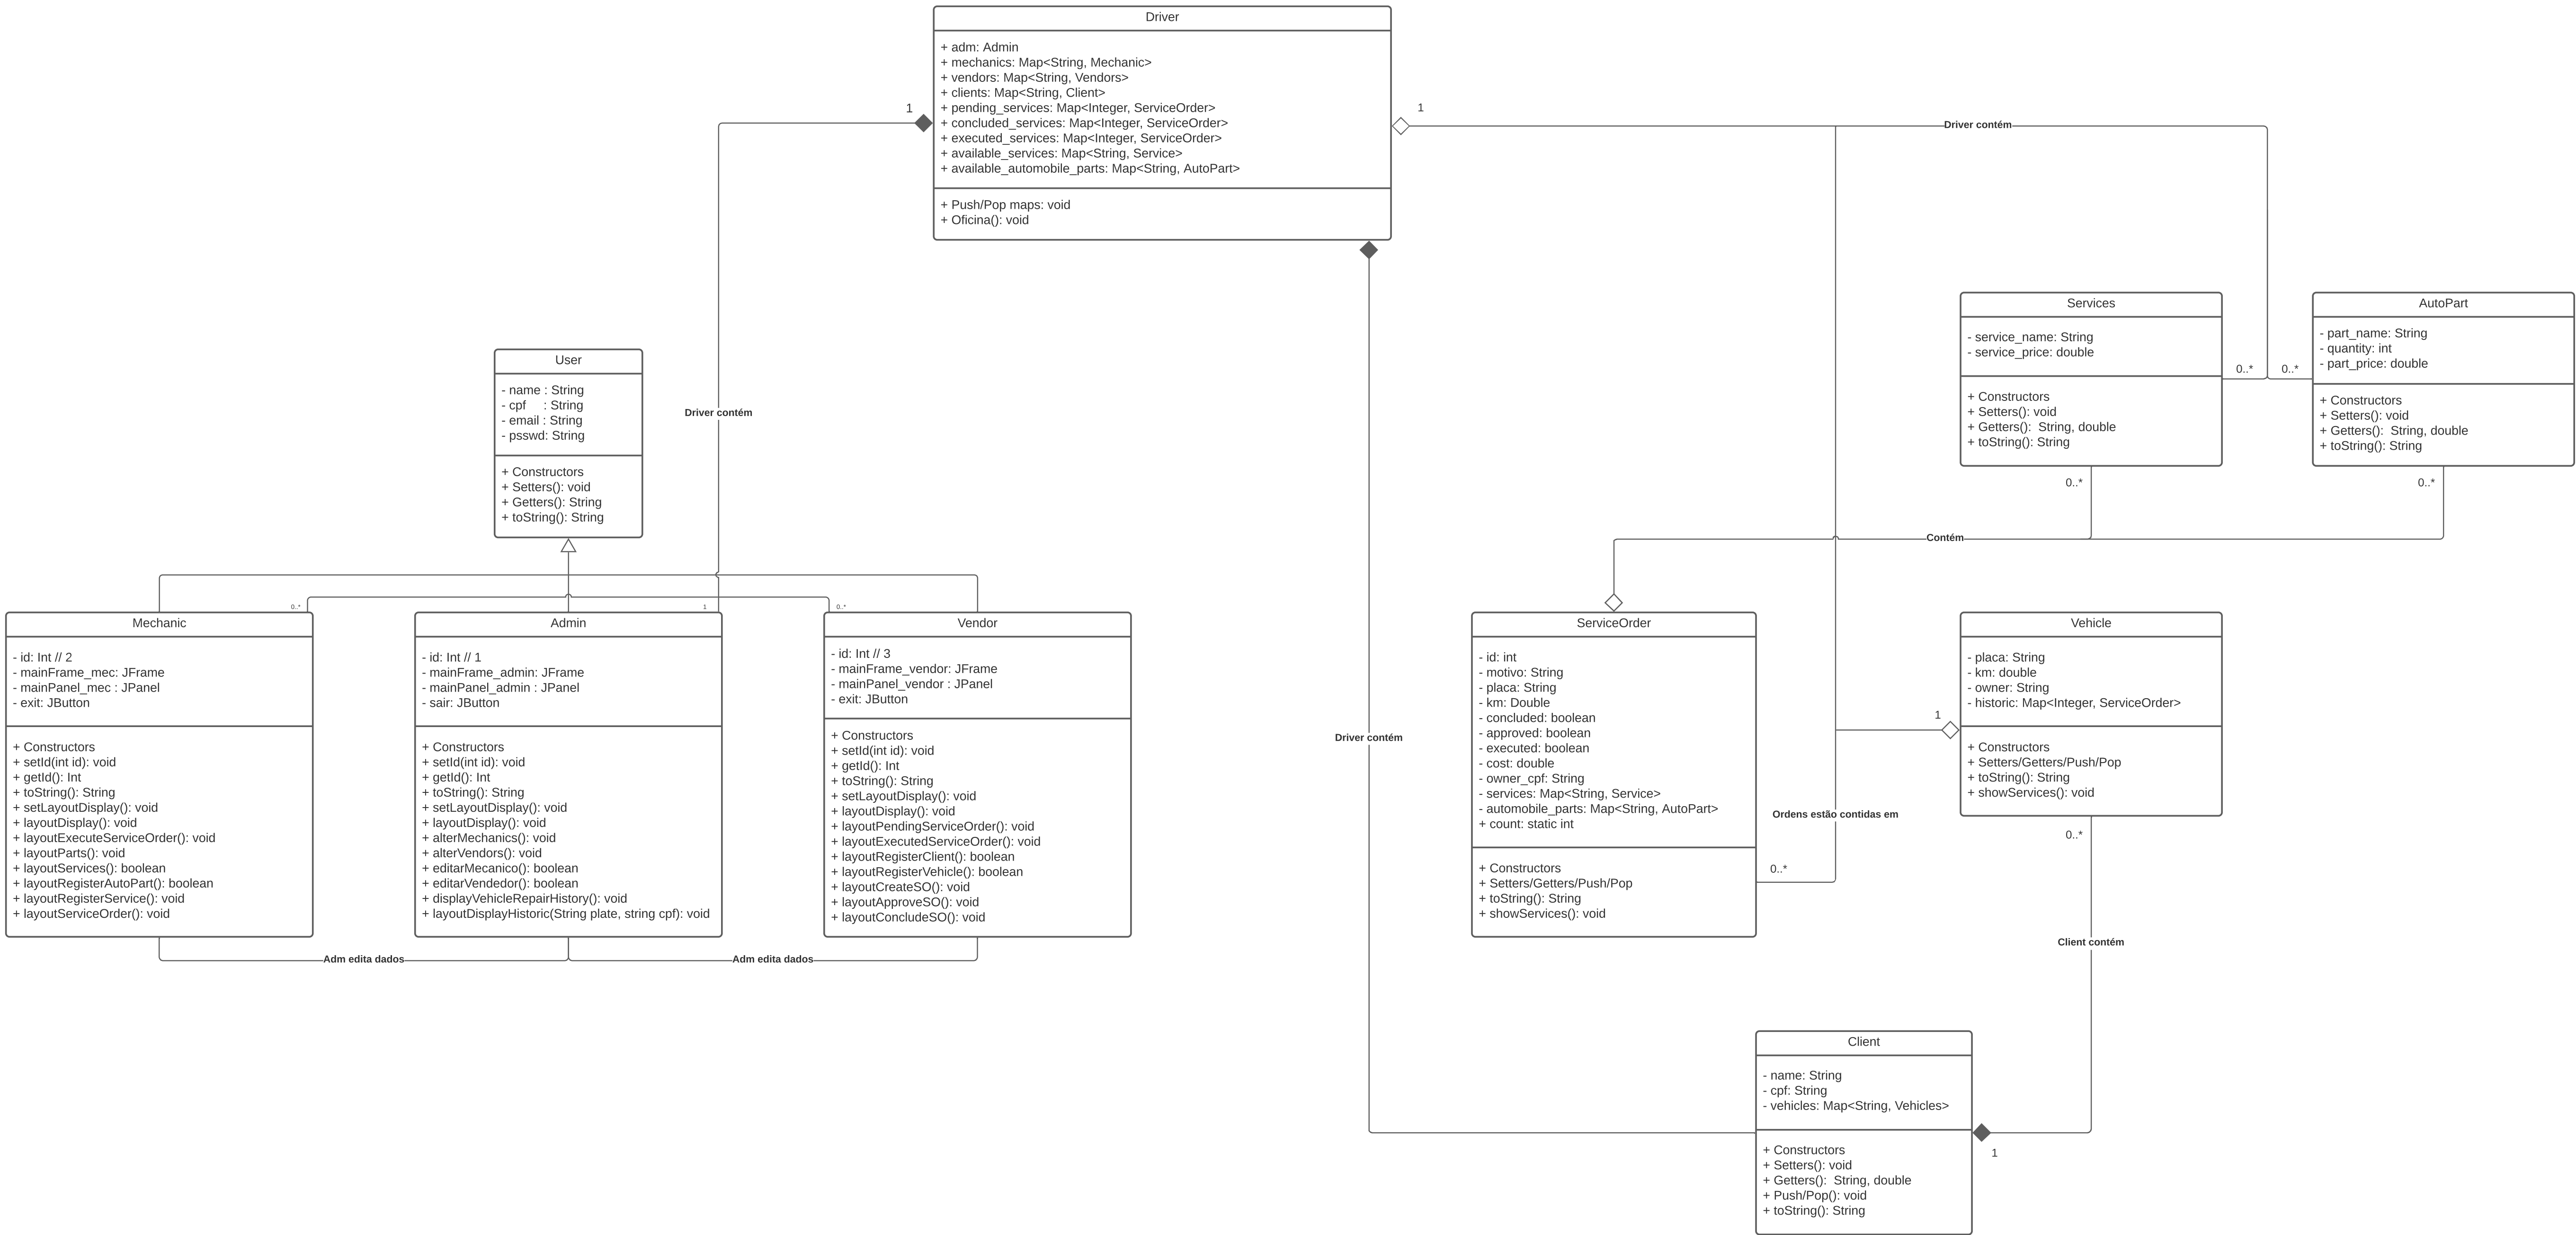 Driver
+ adm: Admin
+ mechanics: Map<String, Mechanic>
+ vendors: Map<String, Vendors>
+ clients: Map<String, Client>
+ pending_services: Map<Integer, ServiceOrder>
+ concluded_services: Map<Integer, ServiceOrder>
+ executed_services: Map<Integer, ServiceOrder>
+ available_services: Map<String, Service>
+ available_automobile_parts: Map<String, AutoPart>
+ Push/Pop maps: void
+ Oficina(): void
1
1
Driver contém
Driver contém
Services
- service_name: String
- service_price: double
+ Constructors
+ Setters(): void
+ Getters():  String, double
+ toString(): String
0..*
0..*
AutoPart
- part_name: String
- quantity: int
- part_price: double
+ Constructors
+ Setters(): void
+ Getters():  String, double
+ toString(): String
0..*
0..*
Contém
User
- name : String
- cpf     : String
- email : String
- psswd: String
+ Constructors
+ Setters(): void
+ Getters(): String
+ toString(): String
0..*
1
0..*
Mechanic
- id: Int // 2
- mainFrame_mec: JFrame
- mainPanel_mec : JPanel
- exit: JButton
+ Constructors
+ setId(int id): void
+ getId(): Int
+ toString(): String
+ setLayoutDisplay(): void
+ layoutDisplay(): void
+ layoutExecuteServiceOrder(): void
+ layoutParts(): void
+ layoutServices(): boolean
+ layoutRegisterAutoPart(): boolean
+ layoutRegisterService(): void
+ layoutServiceOrder(): void
Admin
- id: Int // 1
- mainFrame_admin: JFrame
- mainPanel_admin : JPanel
- sair: JButton
+ Constructors
+ setId(int id): void
+ getId(): Int
+ toString(): String
+ setLayoutDisplay(): void
+ layoutDisplay(): void
+ alterMechanics(): void
+ alterVendors(): void
+ editarMecanico(): boolean
+ editarVendedor(): boolean
+ displayVehicleRepairHistory(): void
+ layoutDisplayHistoric(String plate, string cpf): void
Vendor
- id: Int // 3
- mainFrame_vendor: JFrame
- mainPanel_vendor : JPanel
- exit: JButton
+ Constructors
+ setId(int id): void
+ getId(): Int
+ toString(): String
+ setLayoutDisplay(): void
+ layoutDisplay(): void
+ layoutPendingServiceOrder(): void
+ layoutExecutedServiceOrder(): void
+ layoutRegisterClient(): boolean
+ layoutRegisterVehicle(): boolean
+ layoutCreateSO(): void
+ layoutApproveSO(): void
+ layoutConcludeSO(): void
Adm edita dados
Adm edita dados
Driver contém
ServiceOrder
- id: int
- motivo: String
- placa: String
- km: Double
- concluded: boolean
- approved: boolean
- executed: boolean
- cost: double
- owner_cpf: String
- services: Map<String, Service>
- automobile_parts: Map<String, AutoPart>
+ count: static int
+ Constructors
+ Setters/Getters/Push/Pop
+ toString(): String
+ showServices(): void
Ordens estão contidas em
0..*
1
Vehicle
- placa: String
- km: double
- owner: String
- historic: Map<Integer, ServiceOrder>
+ Constructors
+ Setters/Getters/Push/Pop
+ toString(): String
+ showServices(): void
0..*
Client contém
Client
- name: String
- cpf: String
- vehicles: Map<String, Vehicles>
+ Constructors
+ Setters(): void
+ Getters():  String, double
+ Push/Pop(): void
+ toString(): String
1